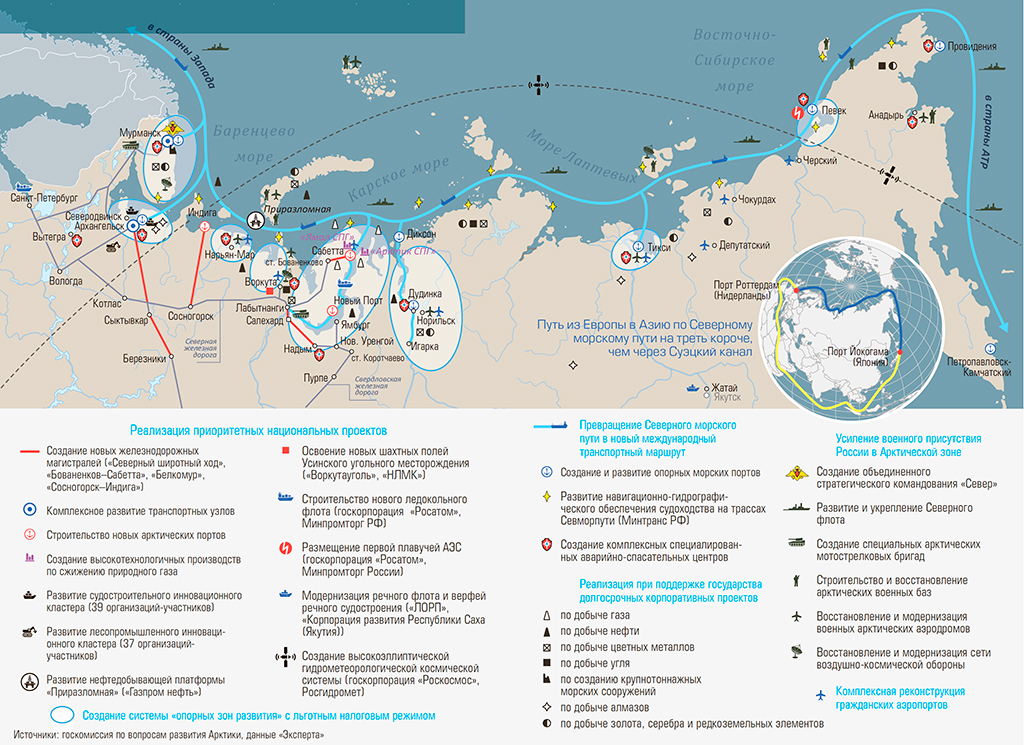 в страны Запада
Восточно-
Сибирское
море
Провидения
Певек
Анадырь
в страны АТР
Мурманск
Баренцево
море
Карское море
Море Лаптевых
Черский
Санкт-Петербург
Северодвинск
Архангельск
Индига
Приразломная
Чокурдах
Вытегра
Нарьян-Мар
«Ямал СПГ»
Сабетта
«Арктик СПГ»
Диксон
Тикси
Депутатский
ст. Бованенково
Вологда
Воркута
Дудинка
Новый Порт
Норильск
Порт Роттердам
(Нидерланды)
Котлас
Сосногорск
Лабытнанги
Салехард
Ямбург
Сыктывкар
Игарка
Путь из Европы в Азию по Северному
морскому пути на треть короче,
чем через Суэцкий канал
Порт Йокогама
(Япония)
Северная
железная
дорога
Надым
Нов. Уренгой
ст. Коротчаево
Березники
Пурпе
Свердловская
железная
дорога
Жатай
Якутск
Петропавловск-
Камчатский
Реализация приоритетных национальных проектов
Создание новых железнодорожных
магистралей («Северный широтный ход»,
«Бованенков–Сабетта», «Белкомур»,
«Сосногорск–Индига»)
Комплексное развитие транспортных узлов
Строительство новых арктических портов
Создание высокотехнологичных производств
по сжижению природного газа
Развитие судостроительного инновационного
кластера (39 организаций-участников)
Развитие лесопромышленного иннова-
ционного кластера (37 организаций-
участников)
Развитие нефтедобывающей платформы
«Приразломная» («Газпром нефть»)
Освоение новых шахтных полей
Усинского угольного месторождения
(«Воркутауголь», «НЛМК»)
Строительство нового ледокольного
флота (госкорпорация «Росатом»,
Минпромторг РФ)
Размещение первой плавучей АЭС
(госкорпорация «Росатом»,
Минпромторг России)
Модернизация речного флота и верфей
речного судостроения («ЛОРП»,
«Корпорация развития Республики Саха
(Якутия)»)
Создание высокоэллиптической
гидрометеорологической космической
системы (госкорпорация «Роскосмос»,
Росгидромет)
Создание системы «опорных зон развития» с льготным налоговым режимом
Превращение Северного морского
пути в новый международный
транспортный маршрут
Создание и развитие опорных морских портов
Развитие навигационно-гидрографи-
ческого обеспечения судоходства на трассах
Севморпути (Минтранс РФ)
Создание комплексных специализирован-
ных аварийно-спасательных центров
Реализация при поддержке государства
долгосрочных корпоративных проектов
по добыче газа
по добыче нефти
по добыче цветных металлов
по добыче угля
по созданию крупнотоннажных
морских сооружений
по добыче алмазов
по добыче золота, серебра и редкоземельных элементов
Усиление военного присутствия
России в Арктической зоне
Создание объединенного
стратегического командования «Север»
Развитие и укрепление Северного
флота
Создание специальных арктических
мотострелковых бригад
Строительство и восстановление
арктических военных баз
Восстановление и модернизация
военных арктических аэродромов
Восстановление и модернизация сети
воздушно-космической обороны
Комплексная реконструкция
гражданских аэропортов
Источники: госкомиссия по вопросам развития Арктики, данные «Эксперта»